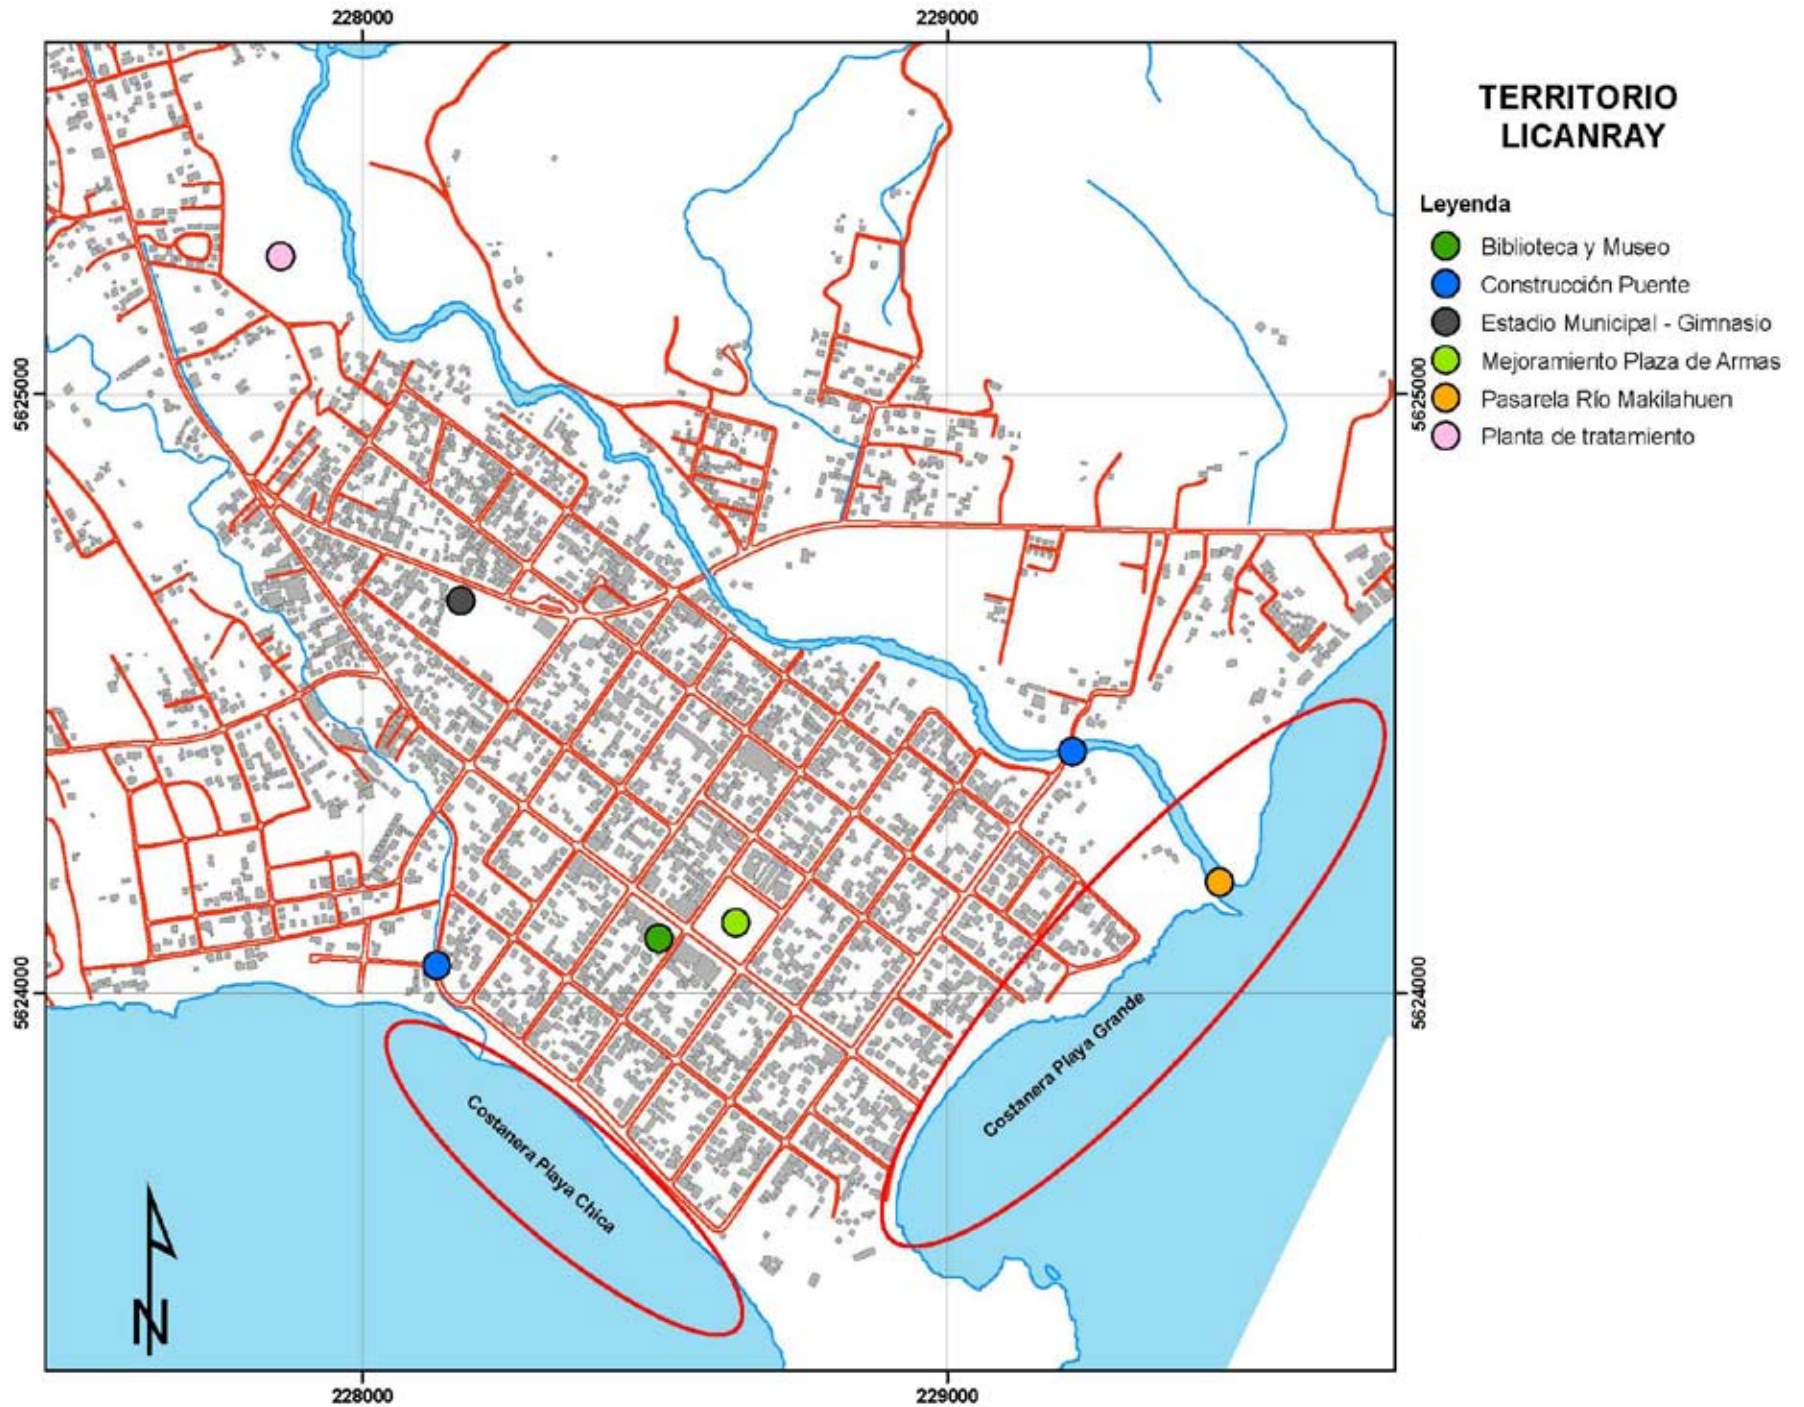 228000
229000
TERRITORIO
LICANRAY
Leyenda
Biblioteca y Museo
Construcción Puente
Estadio Municipal - Gimnasio
Mejoramiento Plaza de Armas
Pasarela Río Makilahuen
Planta de tratamiento
5625000
5625000
5624000
5624000
Costanera Playa Grande
Costanera Playa Chica
N
228000
229000